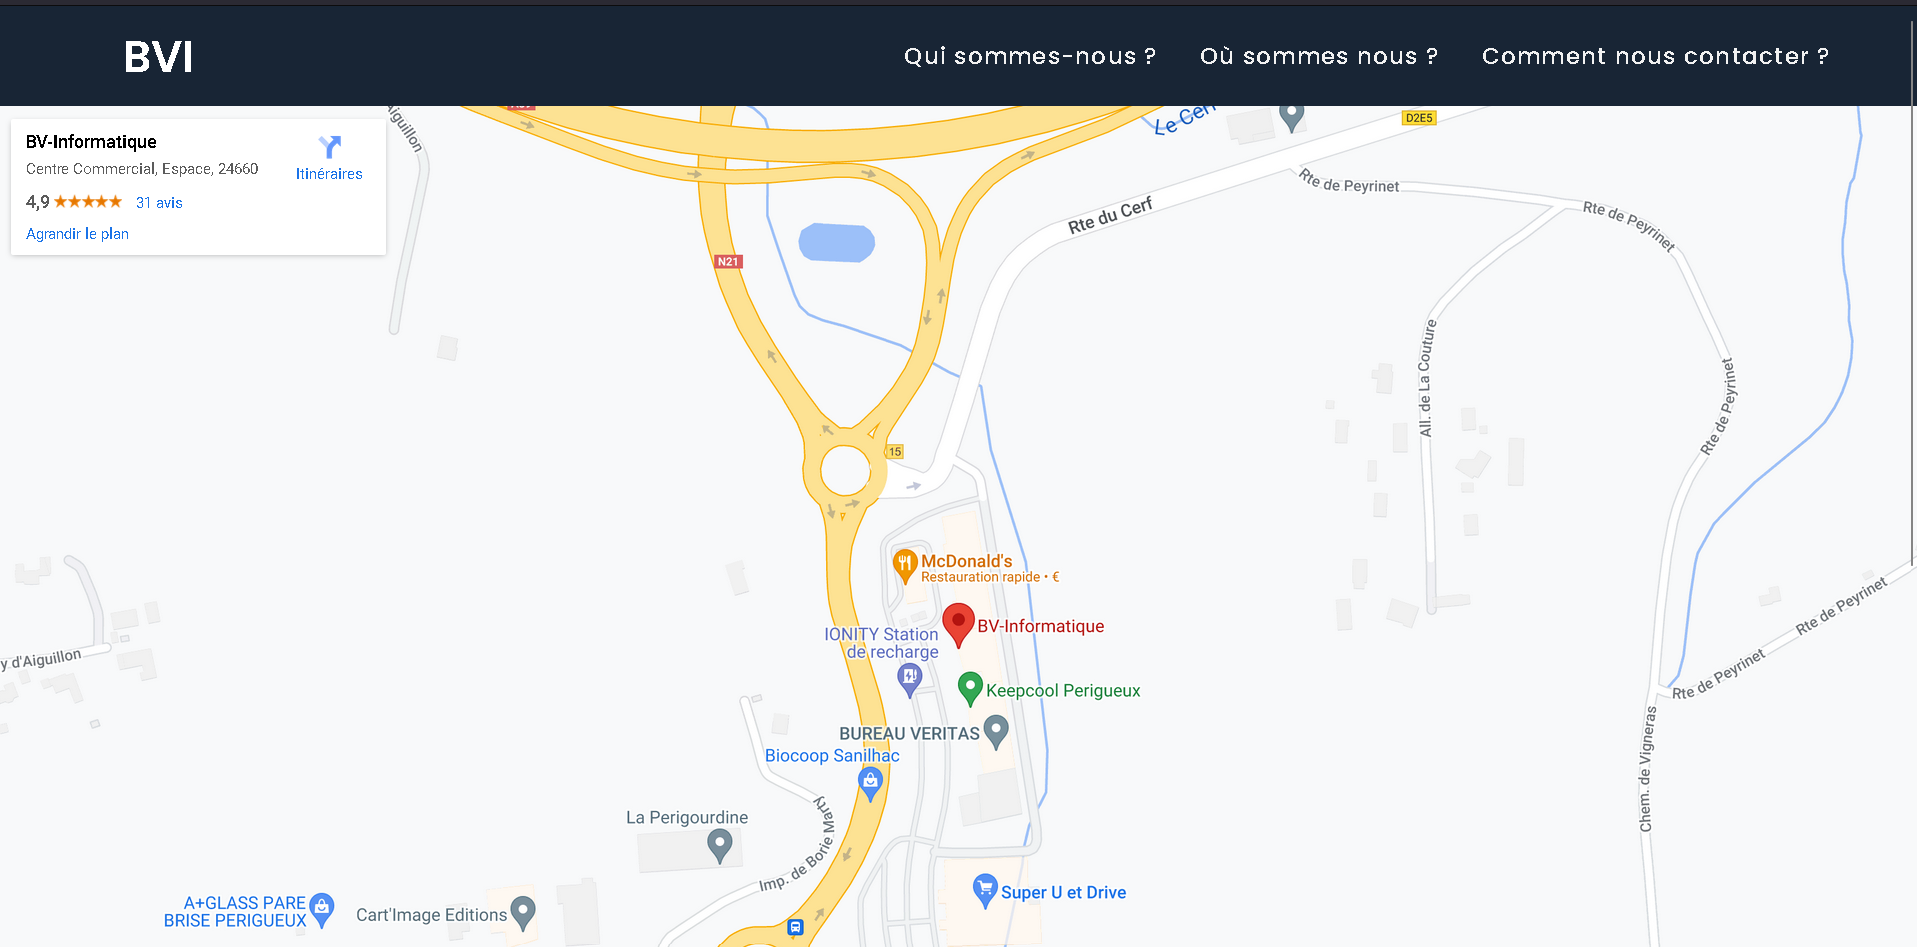 BVI
Qui sommes-nous ?
Où sommes nous ?
Comment nous contacter ?
BV-Informatique
Centre Commercial, Espace, 24660
4,9
31 avis
Agrandir le plan
Itinéraires
Aiguillon
Le Cerf
D2E5
Rte de Peyrinet
Rte de Peyrinet
Rte du Cerf
N21
All. de La Couture
Rte de Peyrinet
15
McDonald's
Restauration rapide • €
BV-Informatique
IONITY Station
de recharge
Keepcool Perigueux
BUREAU VERITAS
Biocoop Sanilhac
y d'Aiguillon
Rte de Peyrinet
Rte de Peyrinet
Chem. de Vigneras
La Perigourdine
Imp. de Borie Marty
A+GLASS PARE
BRISE PERIGUEUX
Cart'Image Editions
Super U et Drive